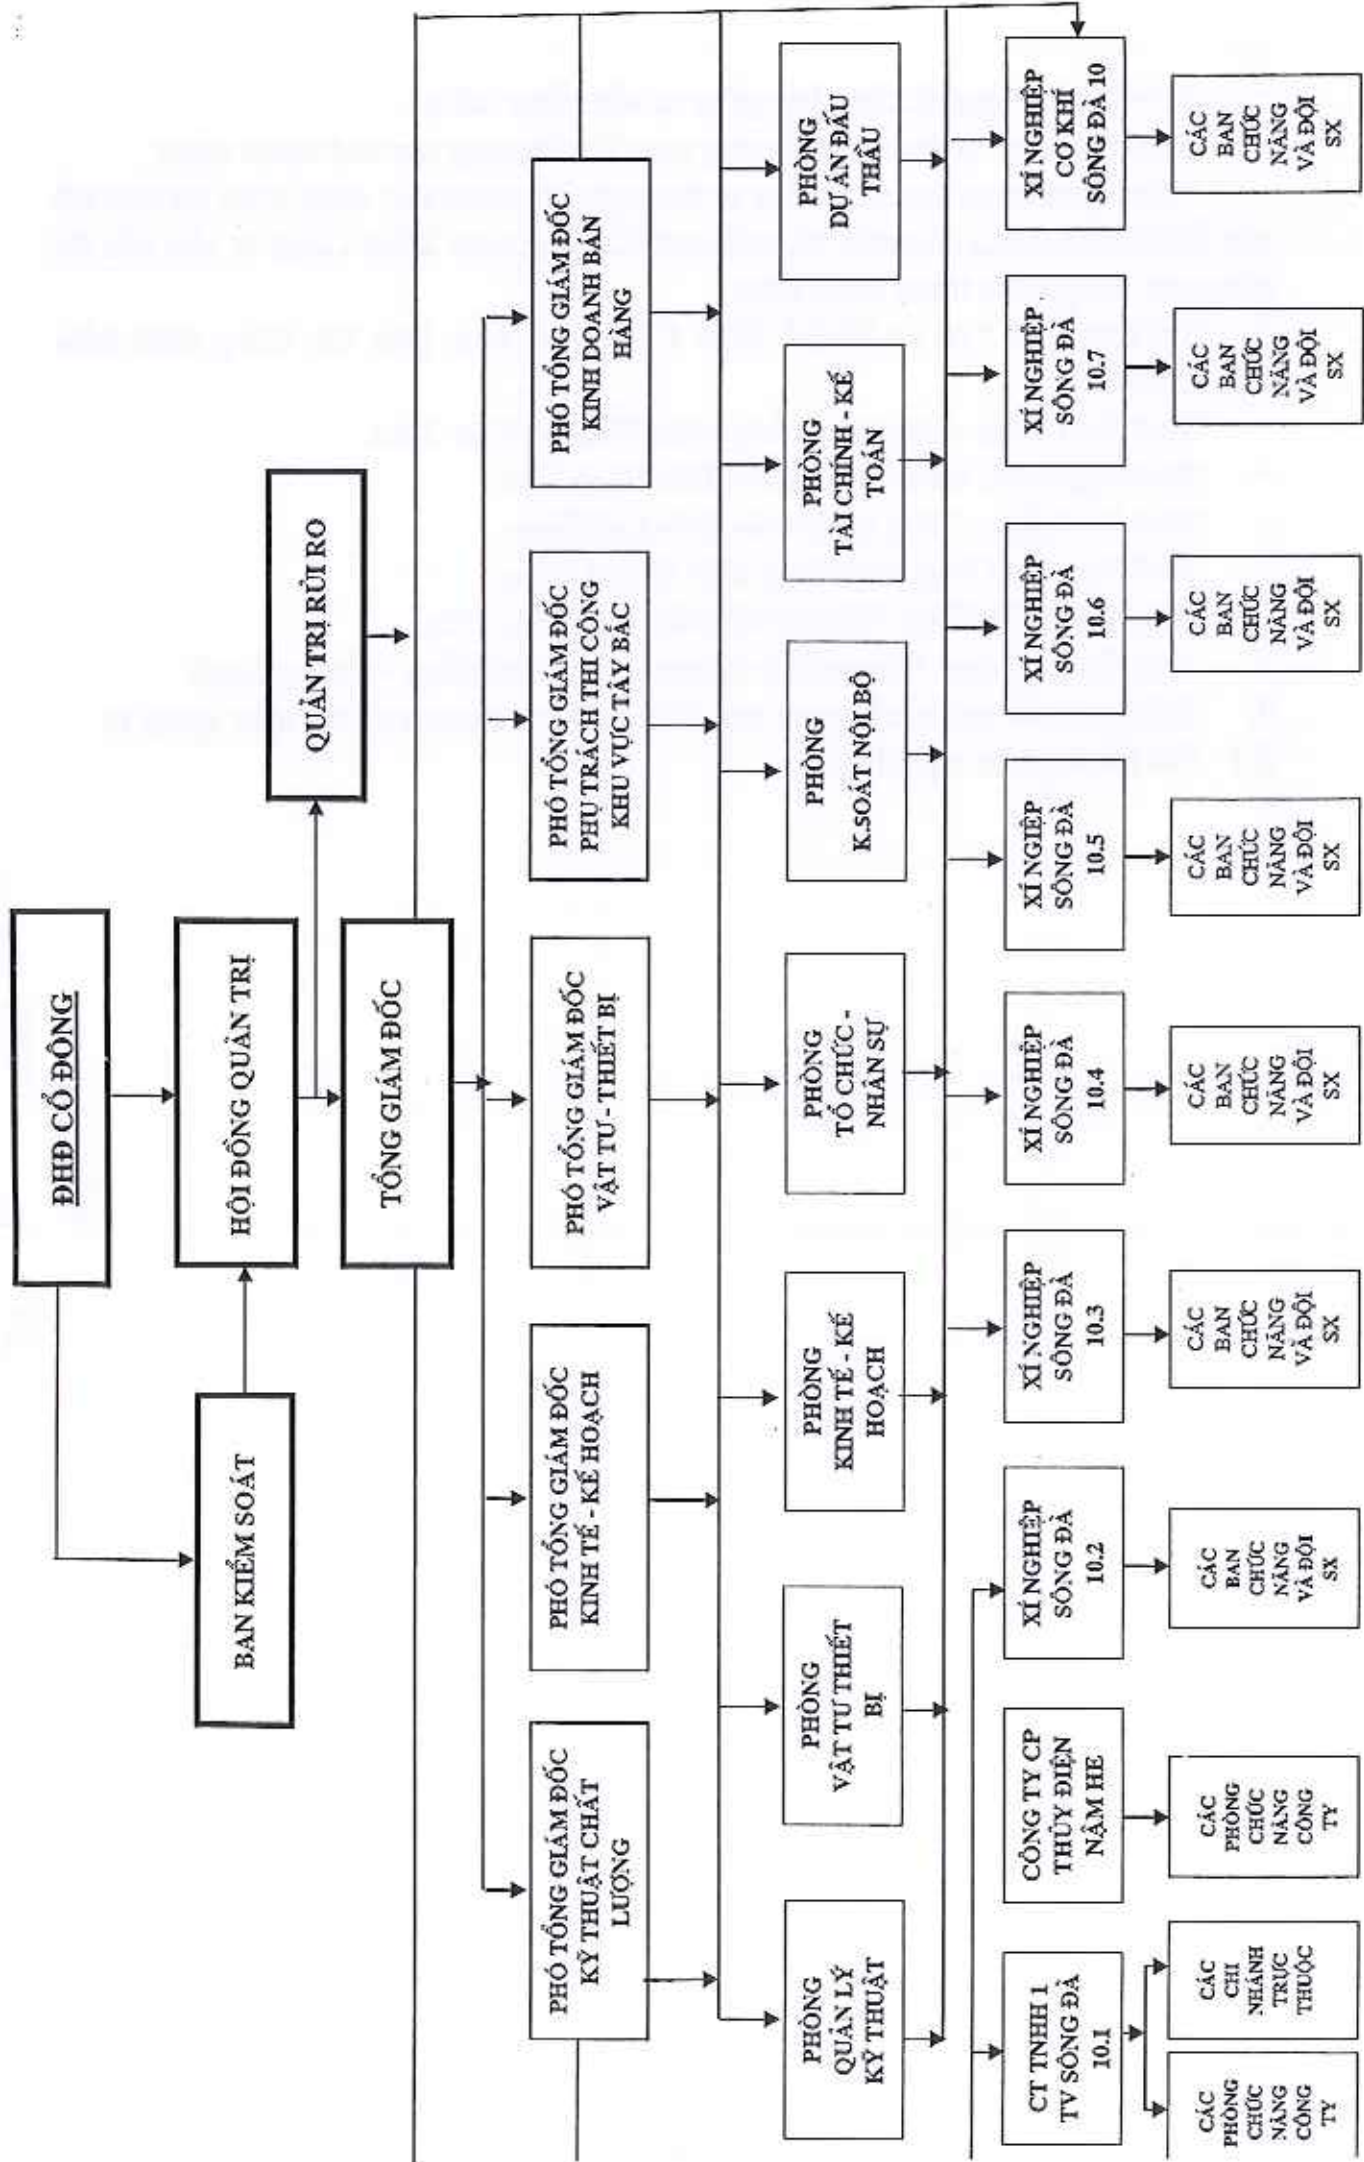 ĐHĐ CỔ ĐÔNG
BAN KIỂM SOÁT
HỘI ĐỒNG QUẢN TRỊ
QUẢN TRỊ RỦI RO
TỔNG GIÁM ĐỐC
PHÓ TỔNG GIÁM ĐỐC
KỸ THUẬT CHẤT
LƯỢNG
PHÓ TỔNG GIÁM ĐỐC
KINH TẾ - KẾ HOẠCH
PHÓ TỔNG GIÁM ĐỐC
VẬT TƯ - THIẾT BỊ
PHÓ TỔNG GIÁM ĐỐC
PHỤ TRÁCH THI CÔNG
KHU VỰC TÂY BẮC
PHÓ TỔNG GIÁM ĐỐC
KINH DOANH BÁN
HÀNG
PHÒNG
QUẢN LÝ
KỸ THUẬT
PHÒNG
VẬT TƯ THIẾT
BỊ
PHÒNG
KINH TẾ - KẾ
HOẠCH
PHÒNG
TỔ CHỨC -
NHÂN SỰ
PHÒNG
K.SOÁT NỘI BỘ
PHÒNG
TÀI CHÍNH - KẾ
TOÁN
PHÒNG
DỰ ÁN ĐẤU
THẦU
CT TNHH 1
TV SÔNG ĐÀ
10.1
CÔNG TY CP
THỦY ĐIỆN
NẬM HE
XÍ NGHIỆP
SÔNG ĐÀ
10.2
XÍ NGHIỆP
SÔNG ĐÀ
10.3
XÍ NGHIỆP
SÔNG ĐÀ
10.4
XÍ NGIỆP
SÔNG ĐÀ
10.5
XÍ NGHIỆP
SÔNG ĐÀ
10.6
XÍ NGHIỆP
SÔNG ĐÀ
10.7
XÍ NGHIỆP
CƠ KHÍ
SÔNG ĐÀ 10
CÁC
PHÒNG
CHỨC
NĂNG
CÔNG
TY
CÁC
CHI
NHÁNH
TRỰC
THUỘC
CÁC
PHÒNG
CHỨC
NĂNG
CÔNG
TY
CÁC
BAN
CHỨC
NĂNG
VÀ ĐỘI
SX
CÁC
BAN
CHỨC
NĂNG
VÀ ĐỘI
SX
CÁC
BAN
CHỨC
NĂNG
VÀ ĐỘI
SX
CÁC
BAN
CHỨC
NĂNG
VÀ ĐỘI
SX
CÁC
BAN
CHỨC
NĂNG
VÀ ĐỘI
SX
CÁC
BAN
CHỨC
NĂNG
VÀ ĐỘI
SX
CÁC
BAN
CHỨC
NĂNG
VÀ ĐỘI
SX